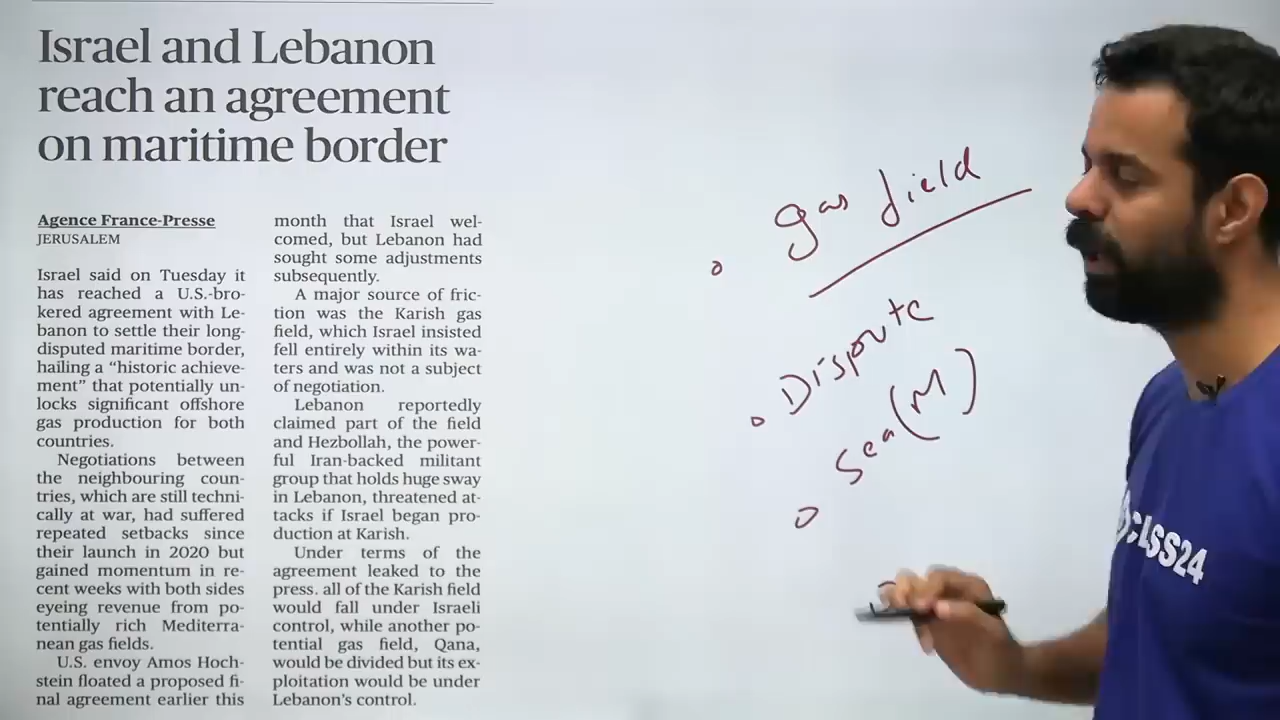 Israel and Lebanon
reach an agreement
on maritime border
Agence France-Presse
JERUSALEM
Israel said on Tuesday it
has reached a U.S.-bro-
kered agreement with Le-
banon to settle their long-
disputed maritime border,
hailing a “historic achieve-
ment” that potentially un-
locks significant offshore
gas production for both
countries.
Negotiations between
the neighbouring coun-
tries, which are still techni-
cally at war, had suffered
repeated setbacks since
their launch in 2020 but
gained momentum in re-
cent weeks with both sides
eyeing revenue from po-
tentially rich Mediterra-
nean gas fields.
U.S. envoy Amos Hoch-
stein floated a proposed fi-
nal agreement earlier this
month that Israel wel-
comed, but Lebanon had
sought some adjustments
subsequently.
A major source of fric-
tion was the Karish gas
field, which Israel insisted
fell entirely within its wa-
ters and was not a subject
of negotiation.
Lebanon reportedly
claimed part of the field
and Hezbollah, the power-
ful Iran-backed militant
group that holds huge sway
in Lebanon, threatened at-
tacks if Israel began pro-
duction at Karish.
Under terms of the
agreement leaked to the
press. all of the Karish field
would fall under Israeli
control, while another po-
tential gas field, Qana,
would be divided but its ex-
ploitation would be under
Lebanon’s control.
gas field
Dispute
Sea (M)
CLSS24